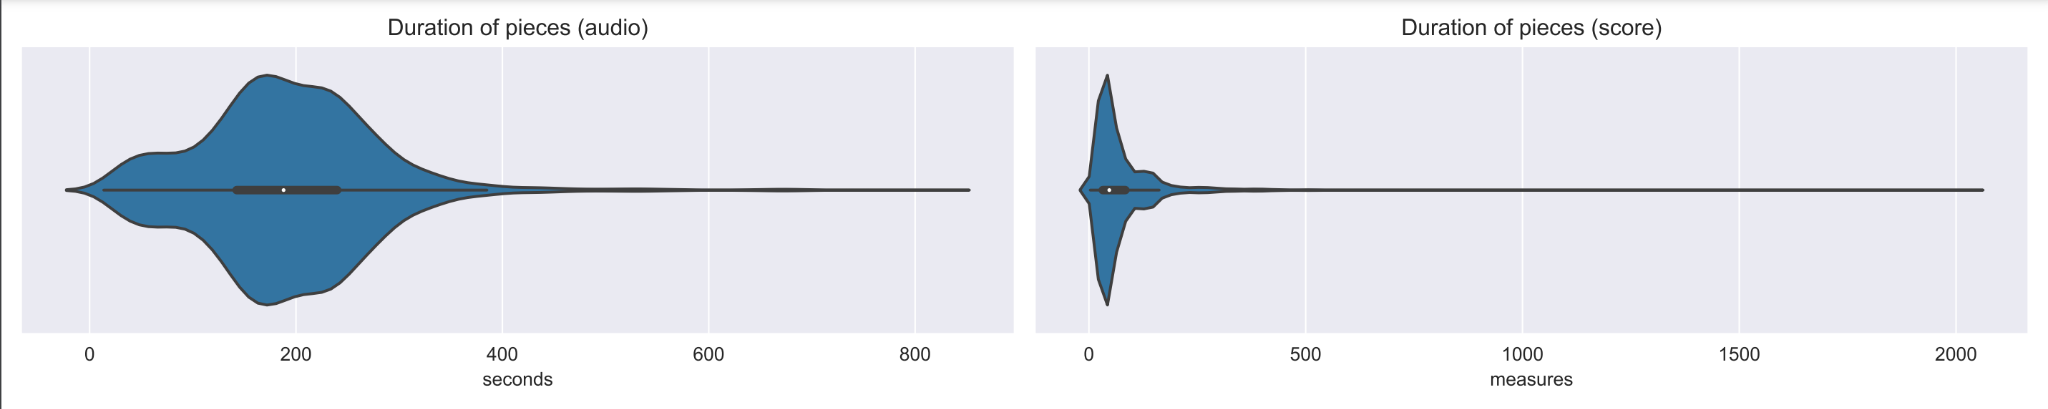 Duration of pieces (audio)
0 200 400 600 800
seconds
Duration of pieces (score)
0 500 1000 1500 2000
measures